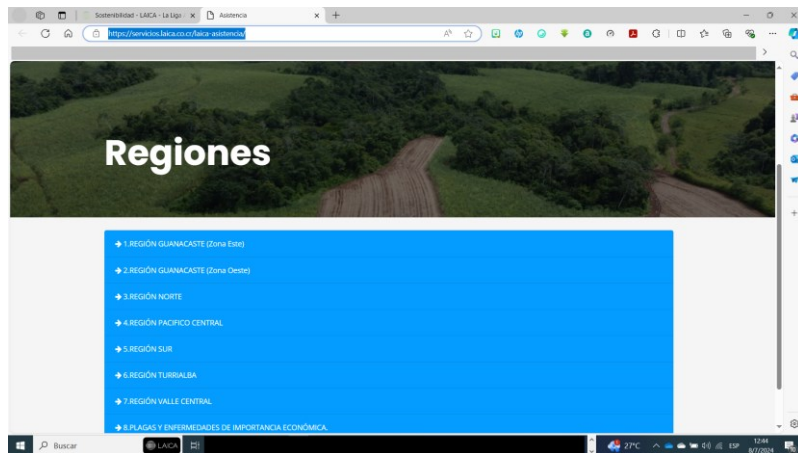 Sostenibilidad - LAICA - La Liga
Asistencia
https://servicios.laica.co.cr/laica-asistencia/
Regiones
1.REGIÓN GUANACASTE (Zona Este)
2.REGIÓN GUANACASTE (Zona Oeste)
3.REGIÓN NORTE
4.REGIÓN PACIFICO CENTRAL
5.REGIÓN SUR
6.REGIÓN TURRIALBA
7.REGIÓN VALLE CENTRAL
8.PLAGAS Y ENFERMEDADES DE IMPORTANCIA ECONÓMICA.
Buscar
LAICA
27°C
ESP
12:44
8/7/2024